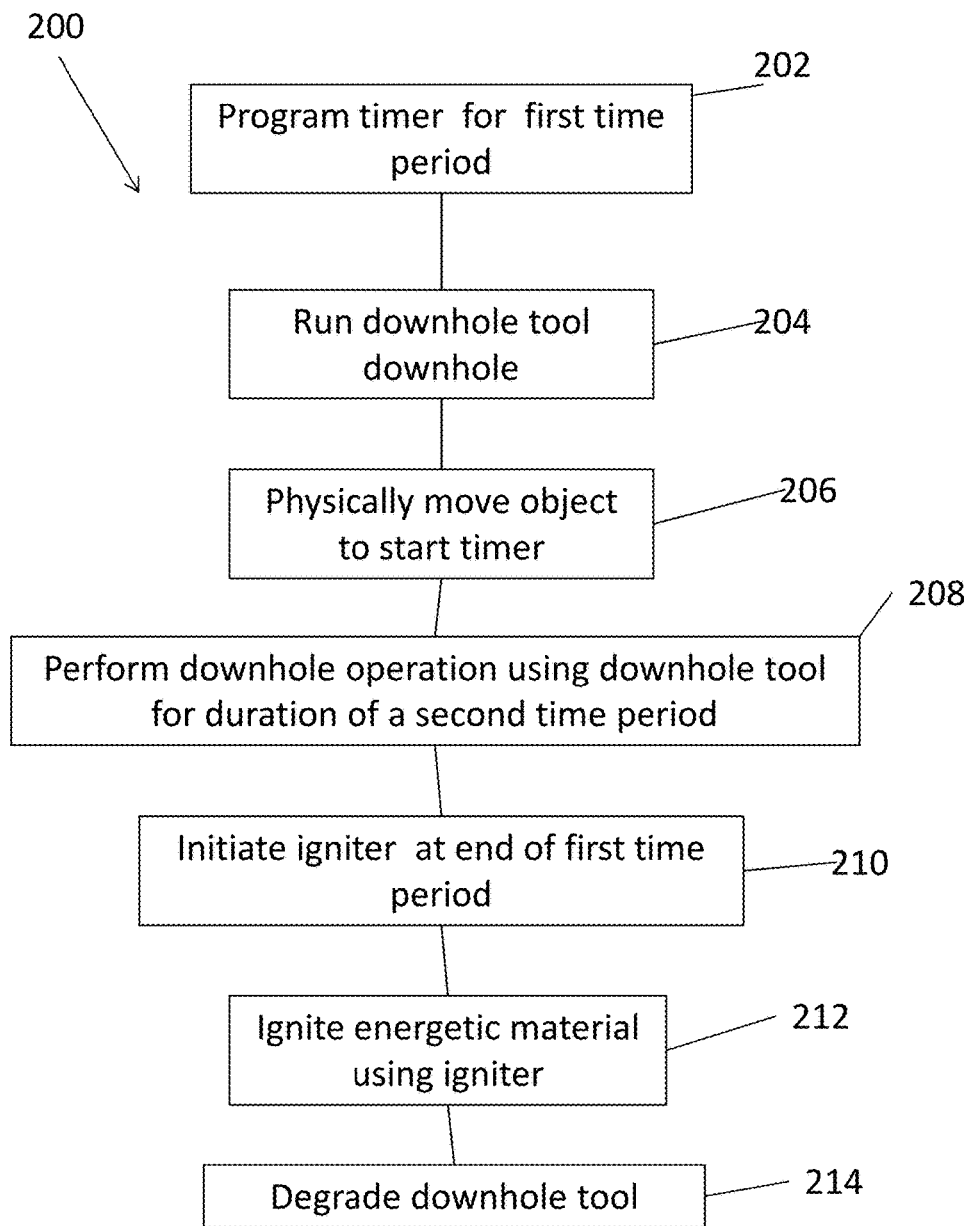 200
202
Program timer for first time
period
Run downhole tool
downhole
204
Physically move object
to start timer
206
208
Perform downhole operation using downhole tool
for duration of a second time period
Initiate igniter at end of first time
period
210
Ignite energetic material
using igniter
212
Degrade downhole tool
214